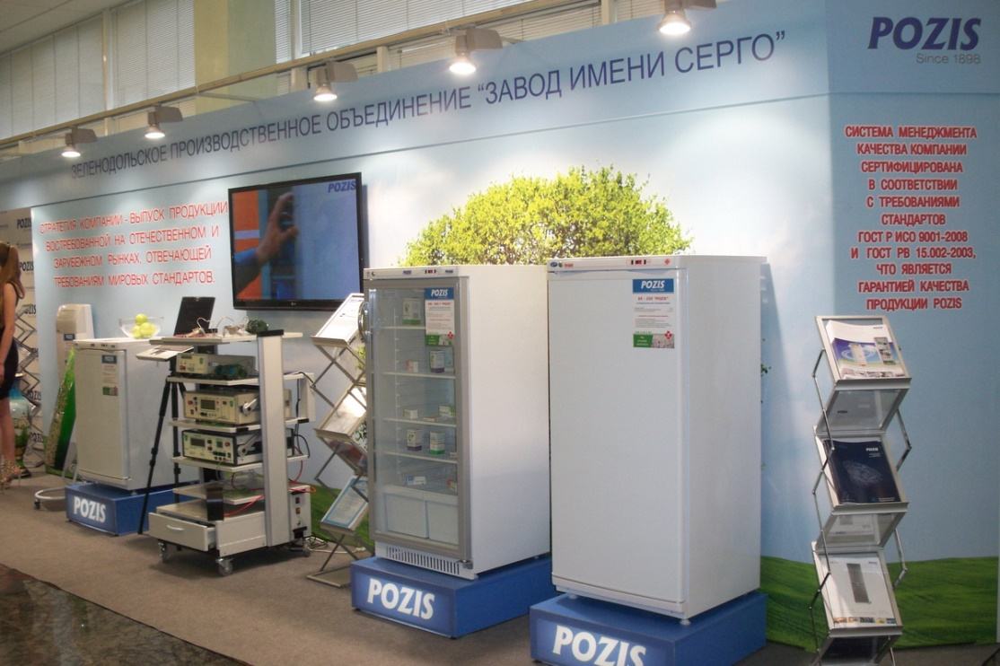 POZIS
Since 1898
ЗЕЛЕНОДОЛЬСКОЕ ПРОИЗВОДСТВЕННОЕ ОБЪЕДИНЕНИЕ "ЗАВОД ИМЕНИ СЕРГО"
СТРАТЕГИЯ КОМПАНИИ - ВЫПУСК ПРОДУКЦИИ
ВОСТРЕБОВАННОЙ НА ОТЕЧЕСТВЕННОМ И
ЗАРУБЕЖНОМ РЫНКАХ, ОТВЕЧАЮЩЕЙ
ТРЕБОВАНИЯМ МИРОВЫХ СТАНДАРТОВ.
POZIS
СИСТЕМА МЕНЕДЖМЕНТА
КАЧЕСТВА КОМПАНИИ
СЕРТИФИЦИРОВАНА
В СООТВЕТСТВИИ
С ТРЕБОВАНИЯМИ
СТАНДАРТОВ
ГОСТ Р ИСО 9001-2008
И ГОСТ РВ 15.002-2003,
ЧТО ЯВЛЯЕТСЯ
ГАРАНТИЕЙ КАЧЕСТВА
ПРОДУКЦИИ POZIS
POZIS
POZIS
POZIS
POZIS
POZIS
POZIS
POZIS